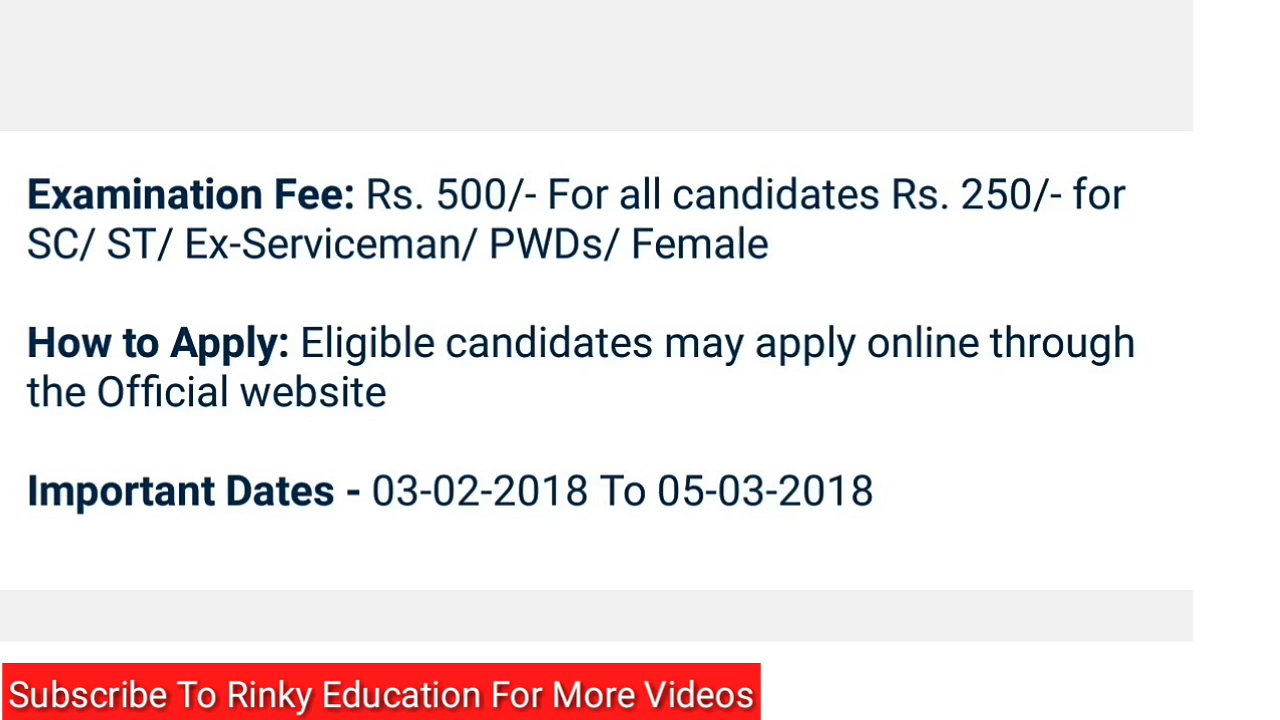 Examination Fee: Rs. 500/- For all candidates Rs. 250/- for
SC/ ST/ Ex-Serviceman/ PWDs/ Female
How to Apply: Eligible candidates may apply online through
the Official website
Important Dates - 03-02-2018 To 05-03-2018
Subscribe To Rinky Education For More Videos